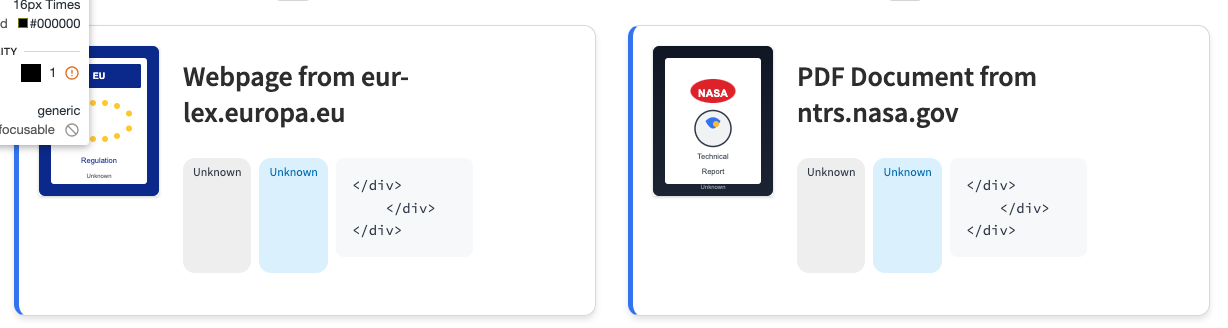 16px Times
d #000000
ITY
1
generic
focusable
EU
Regulation
Unknown
Webpage from eur-
lex.europa.eu
Unknown
Unknown
</div>
</div>
</div>
NASA
Technical
Report
Unknown
PDF Document from
ntrs.nasa.gov
Unknown
Unknown
</div>
</div>
</div>